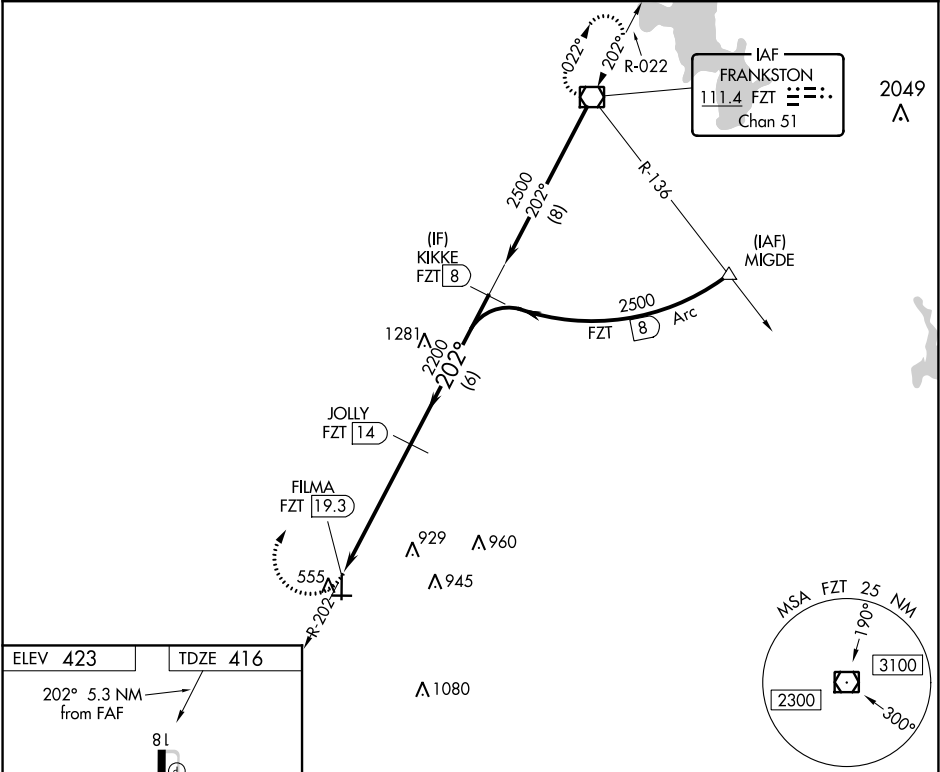 022°
202°
R-022
IAF
FRANKSTON
111.4 FZT
Chan 51
2049
R-136
2500
202°
(8)
(IF)
KIKKE
FZT 8
(IAF)
MIGDE
2500
FZT 8 Arc
1281
2200
202°
(6)
JOLLY
FZT 14
FILMA
FZT 19.3
929
960
555
945
R-202
MSA FZT 25 NM
190°
3100
2300
300°
1080
ELEV 423
TDZE 416
202° 5.3 NM
from FAF
18
P